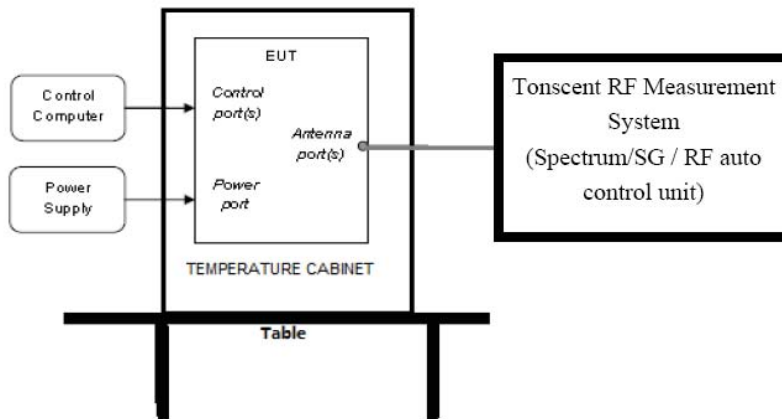 EUT
Control
Computer
Control
port(s)
Antenna
port(s)
Power
Supply
Power
port
TEMPERATURE CABINET
Table
Tonscent RF Measurement
System
(Spectrum/SG / RF auto
control unit)